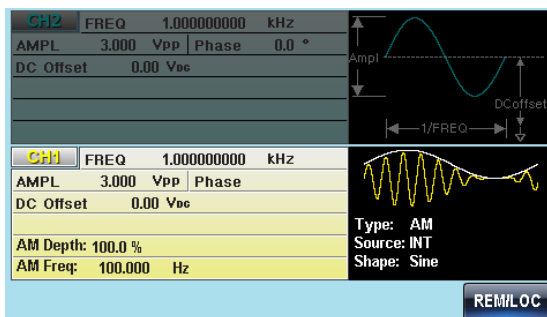 CH2 FREQ 1.000000000 kHz
AMPL 3.000 Vpp Phase 0.0 °
DC Offset 0.00 VDC
Ampl
DCoffset
1/FREQ
CH1 FREQ 1.000000000 kHz
AMPL 3.000 Vpp Phase
DC Offset 0.00 VDC
AM Depth: 100.0 %
AM Freq: 100.000 Hz
Type: AM
Source: INT
Shape: Sine
REM/LOC